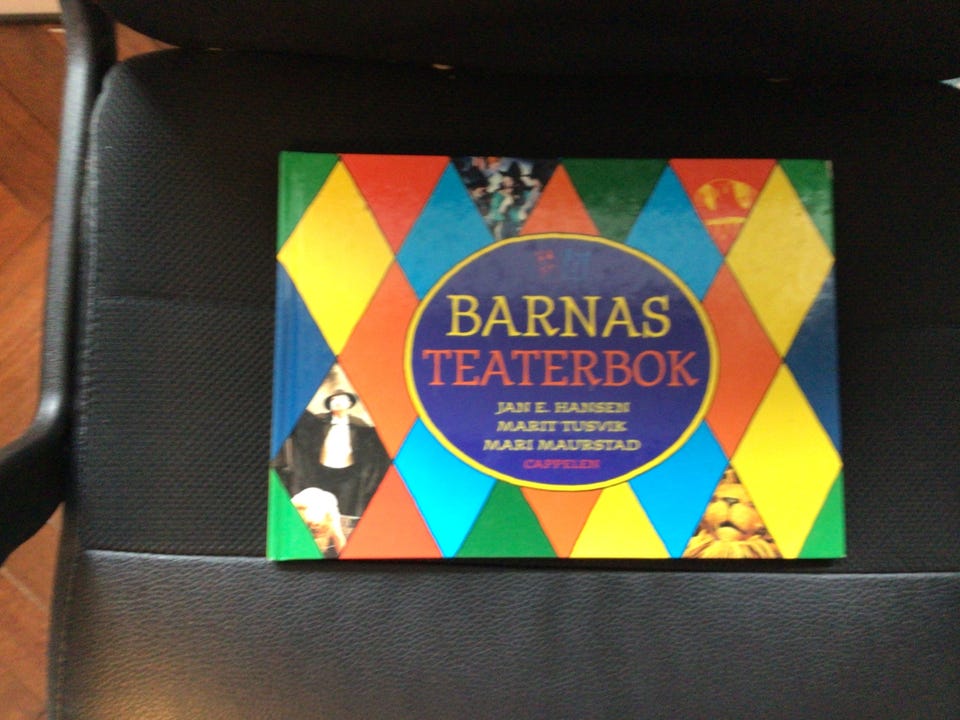 BARNAS
TEATERBOK
JAN E. HANSEN
MARIT TUSVIK
MARI MAURSTAD
CAPPELEN